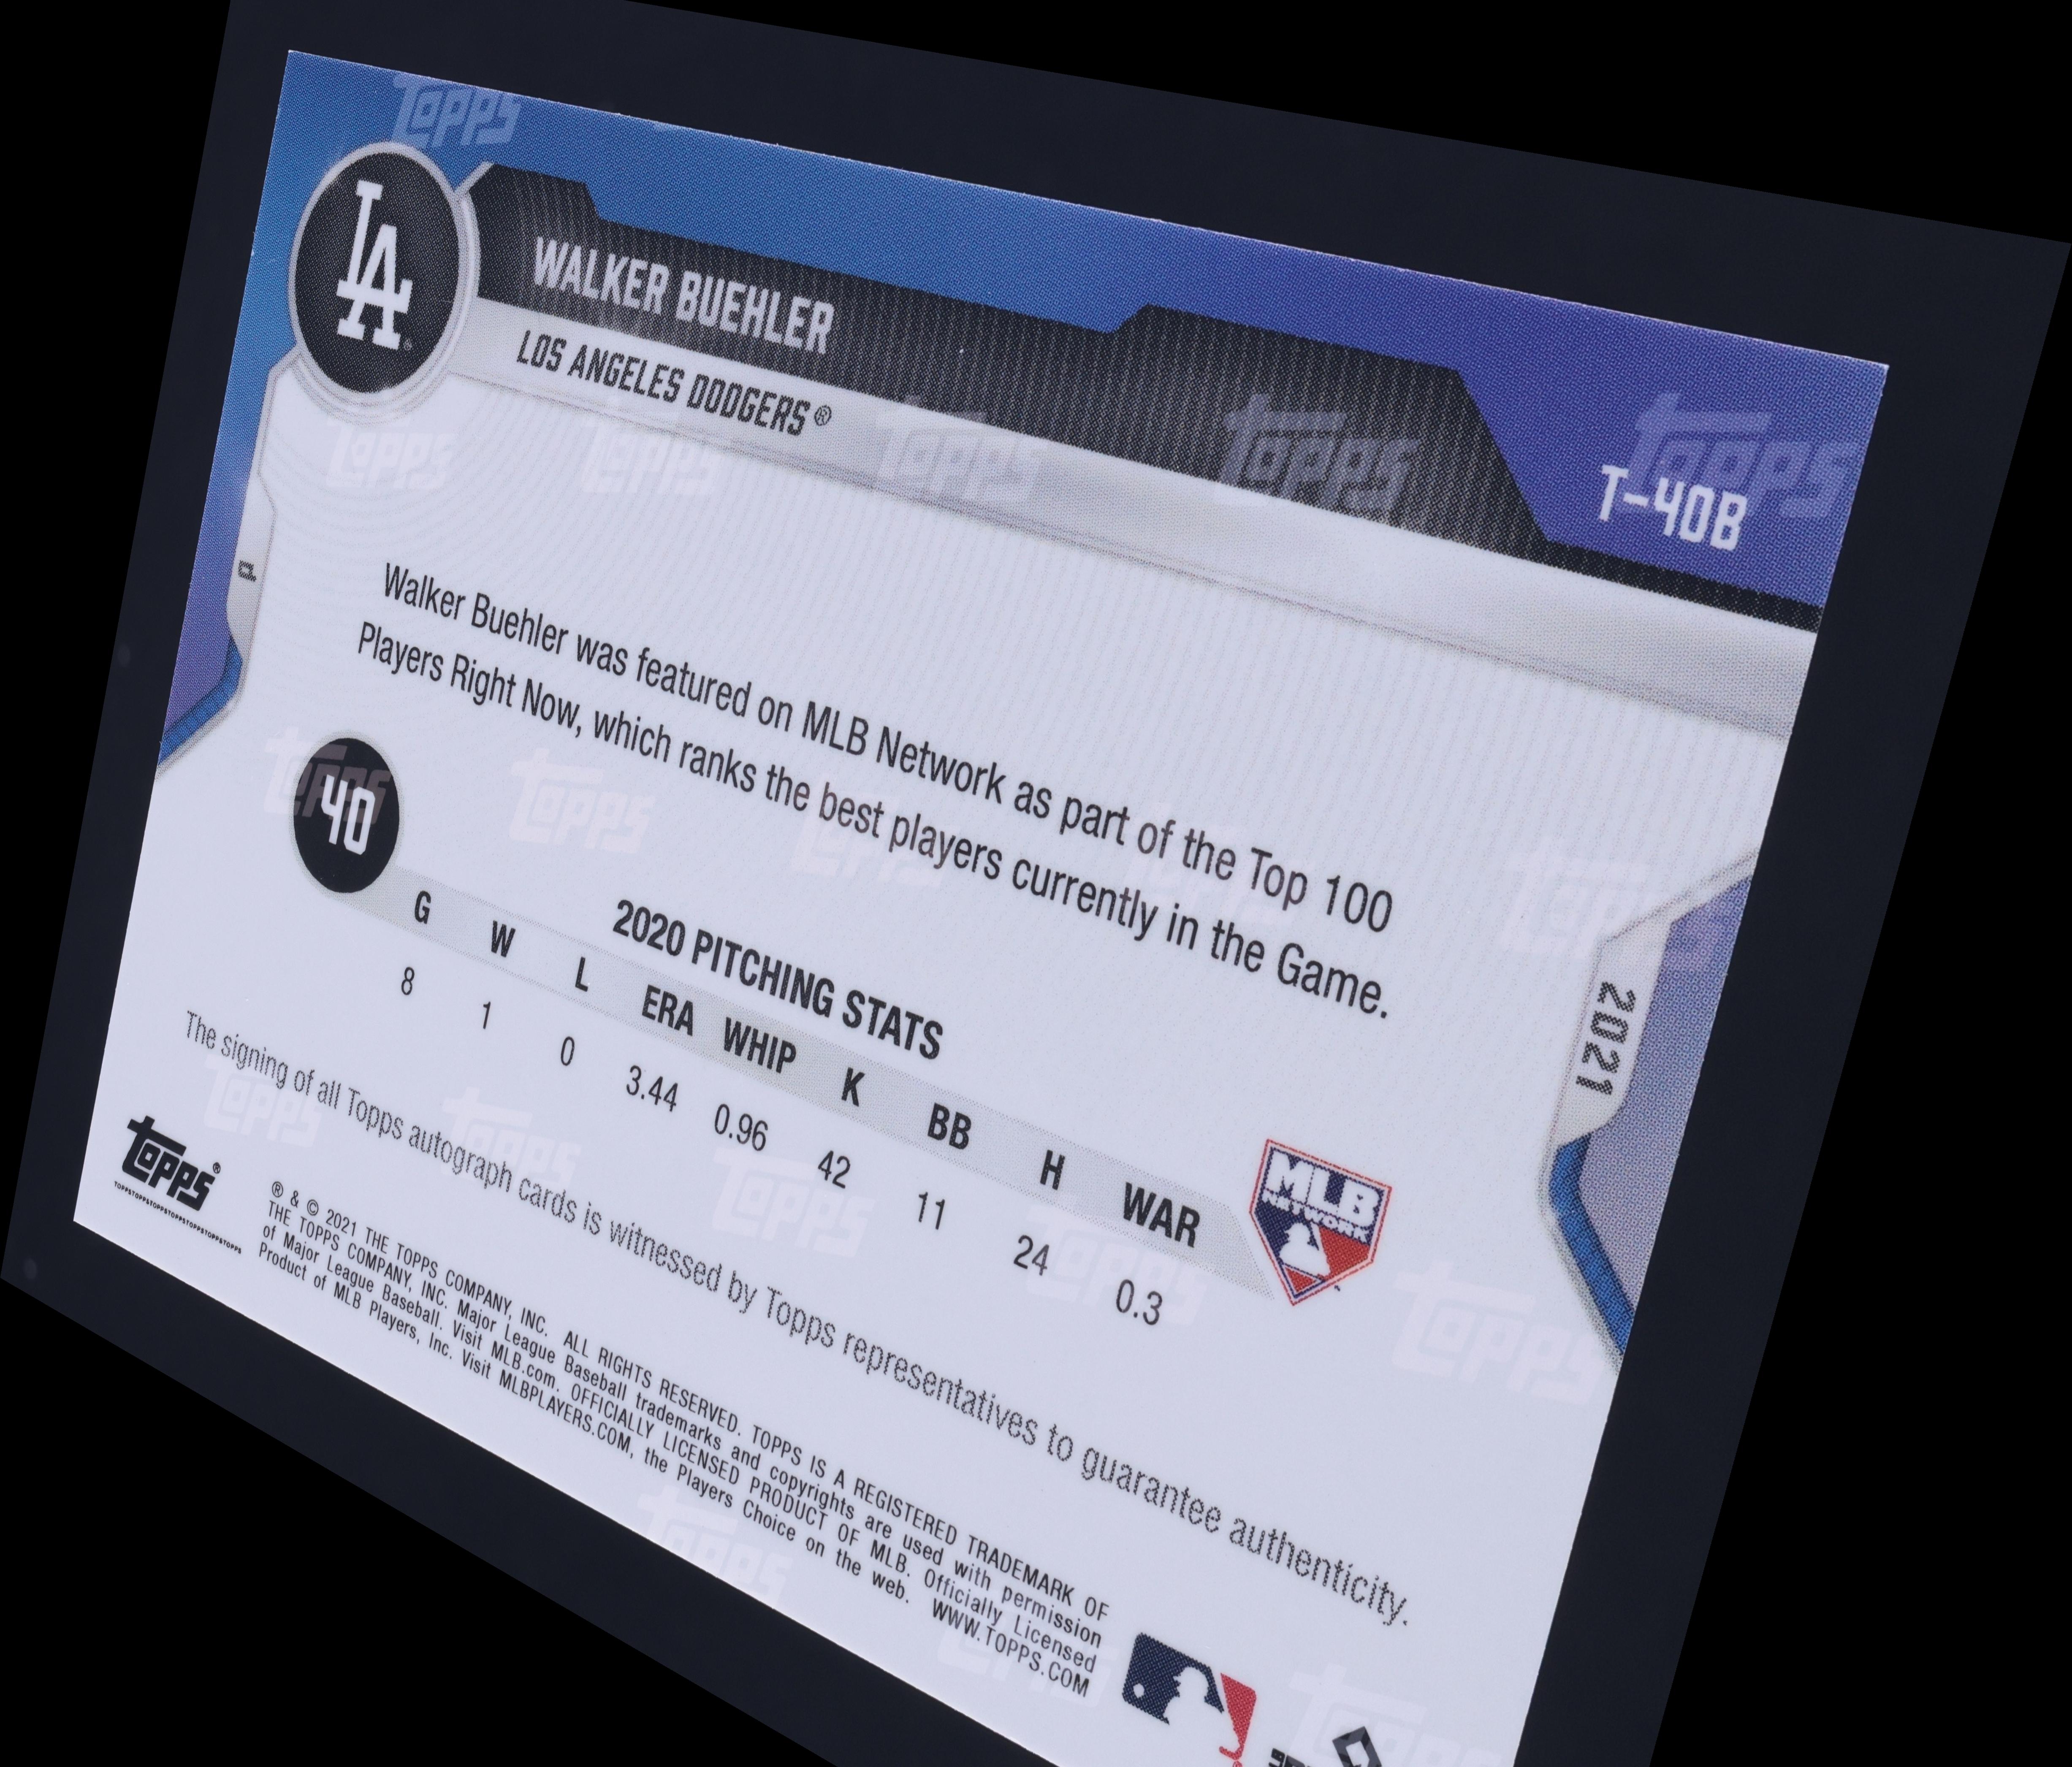 Topps
LA
WALKER BUEHLER
LOS ANGELES DODGERS®
T-40B
P
Walker Buehler was featured on MLB Network as part of the Top 100
Players Right Now, which ranks the best players currently in the Game.
40
2020 PITCHING STATS
G W L ERA WHIP K BB H WAR
8 1 0 3.44 0.96 42 11 24 0.3
MLB
NETWORK
2021
The signing of all Topps autograph cards is witnessed by Topps representatives to guarantee authenticity.
Topps®
TOPPSTOPPSTOPPSTOPPSTOPPSTOPPSTOPPS
® & © 2021 THE TOPPS COMPANY, INC. ALL RIGHTS RESERVED. TOPPS IS A REGISTERED TRADEMARK OF
THE TOPPS COMPANY, INC. Major League Baseball trademarks and copyrights are used with permission
of Major League Baseball. Visit MLB.com. OFFICIALLY LICENSED PRODUCT OF MLB. Officially Licensed
Product of MLB Players, Inc. Visit MLBPLAYERS.COM, the Players Choice on the web. WWW.TOPPS.COM